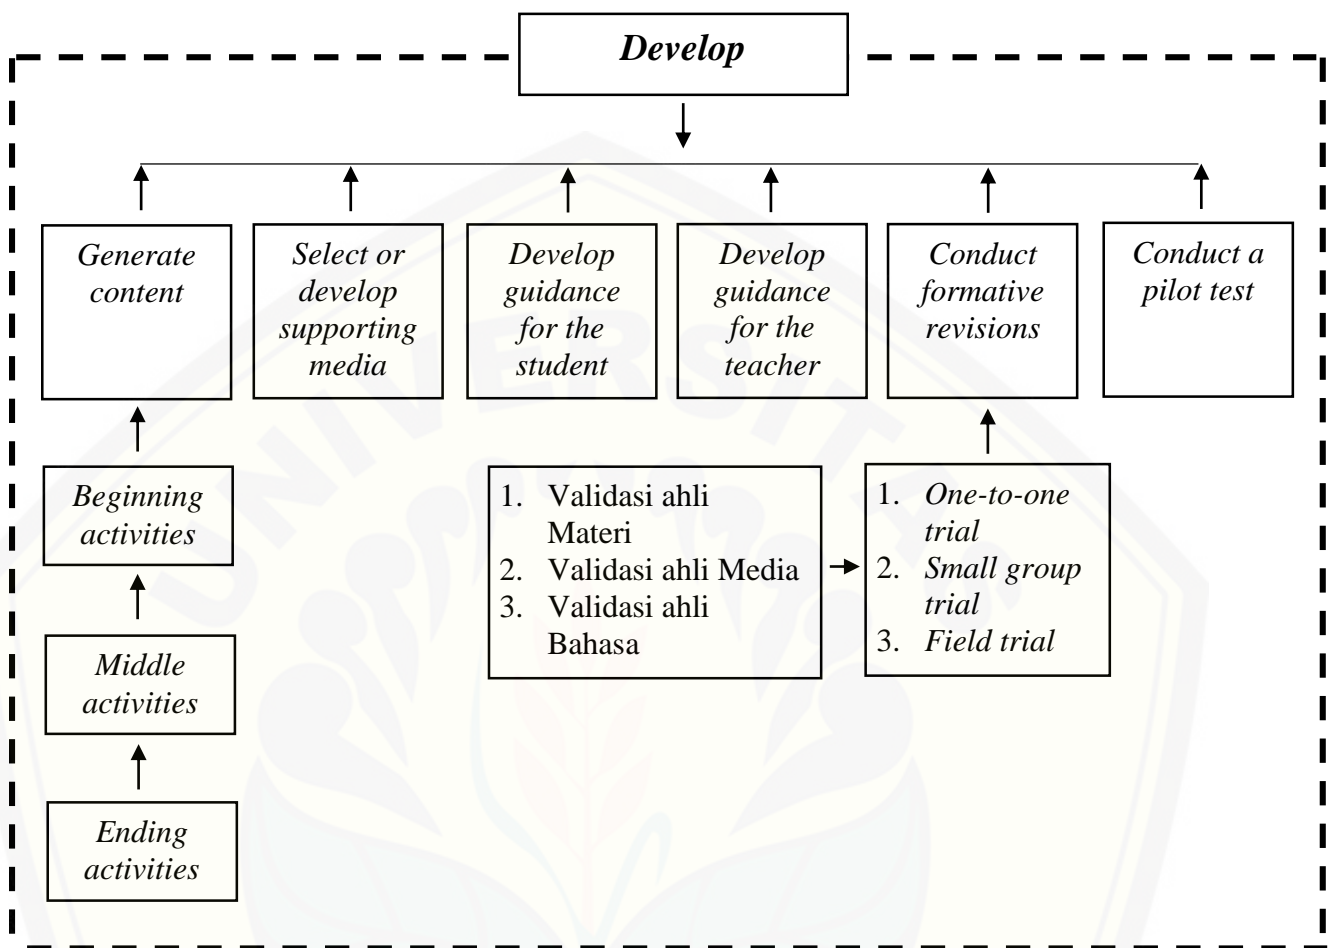 Develop
Generate
content
Select or
develop
supporting
media
Develop
guidance
for the
student
Develop
guidance
for the
teacher
Conduct
formative
revisions
Conduct a
pilot test
Beginning
activities
Middle
activities
Ending
activities
1. Validasi ahli
Materi
2. Validasi ahli Media
3. Validasi ahli
Bahasa
1. One-to-one
trial
2. Small group
trial
3. Field trial
UNIVERSITAS